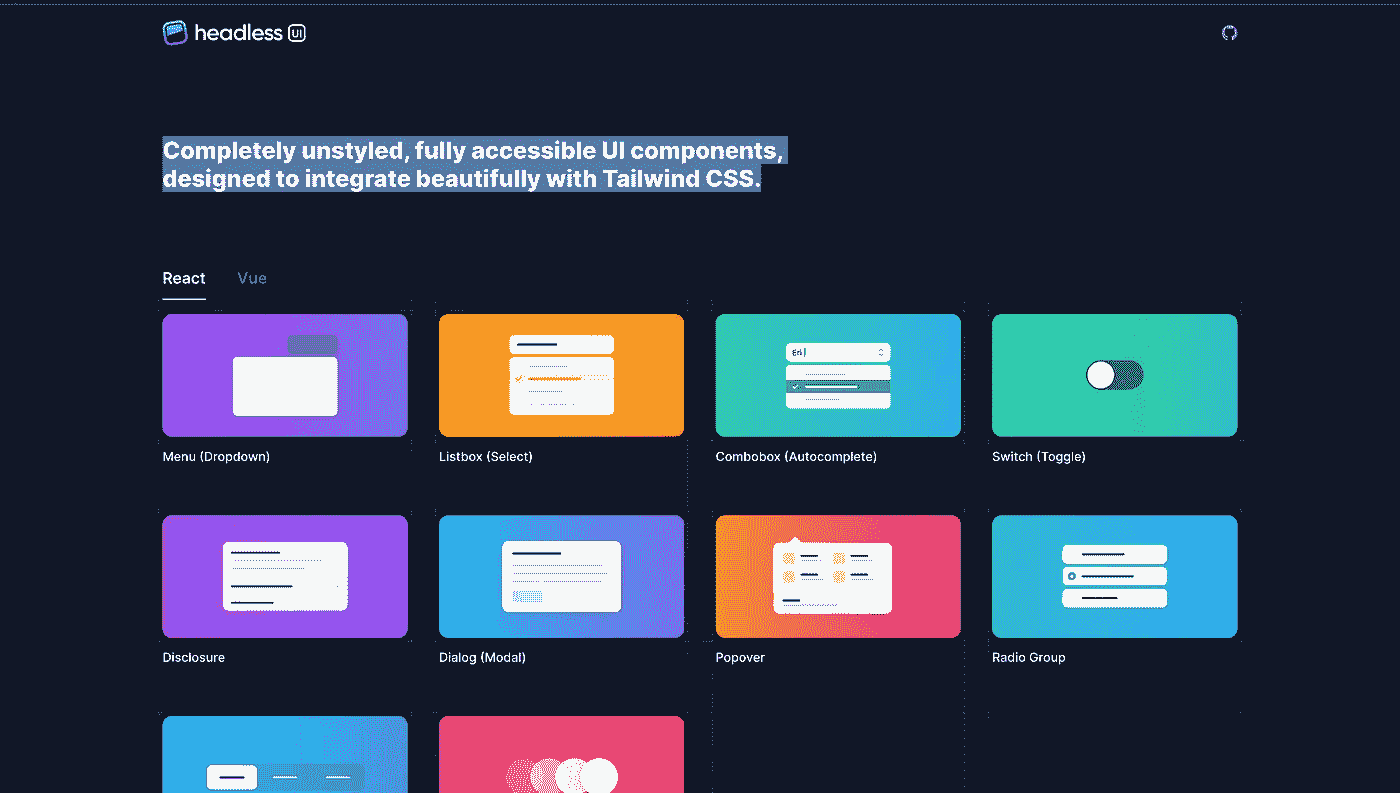 headless UI
Completely unstyled, fully accessible UI components,
designed to integrate beautifully with Tailwind CSS.
React Vue
Menu (Dropdown) Listbox (Select) Combobox (Autocomplete) Switch (Toggle)
Disclosure Dialog (Modal) Popover Radio Group